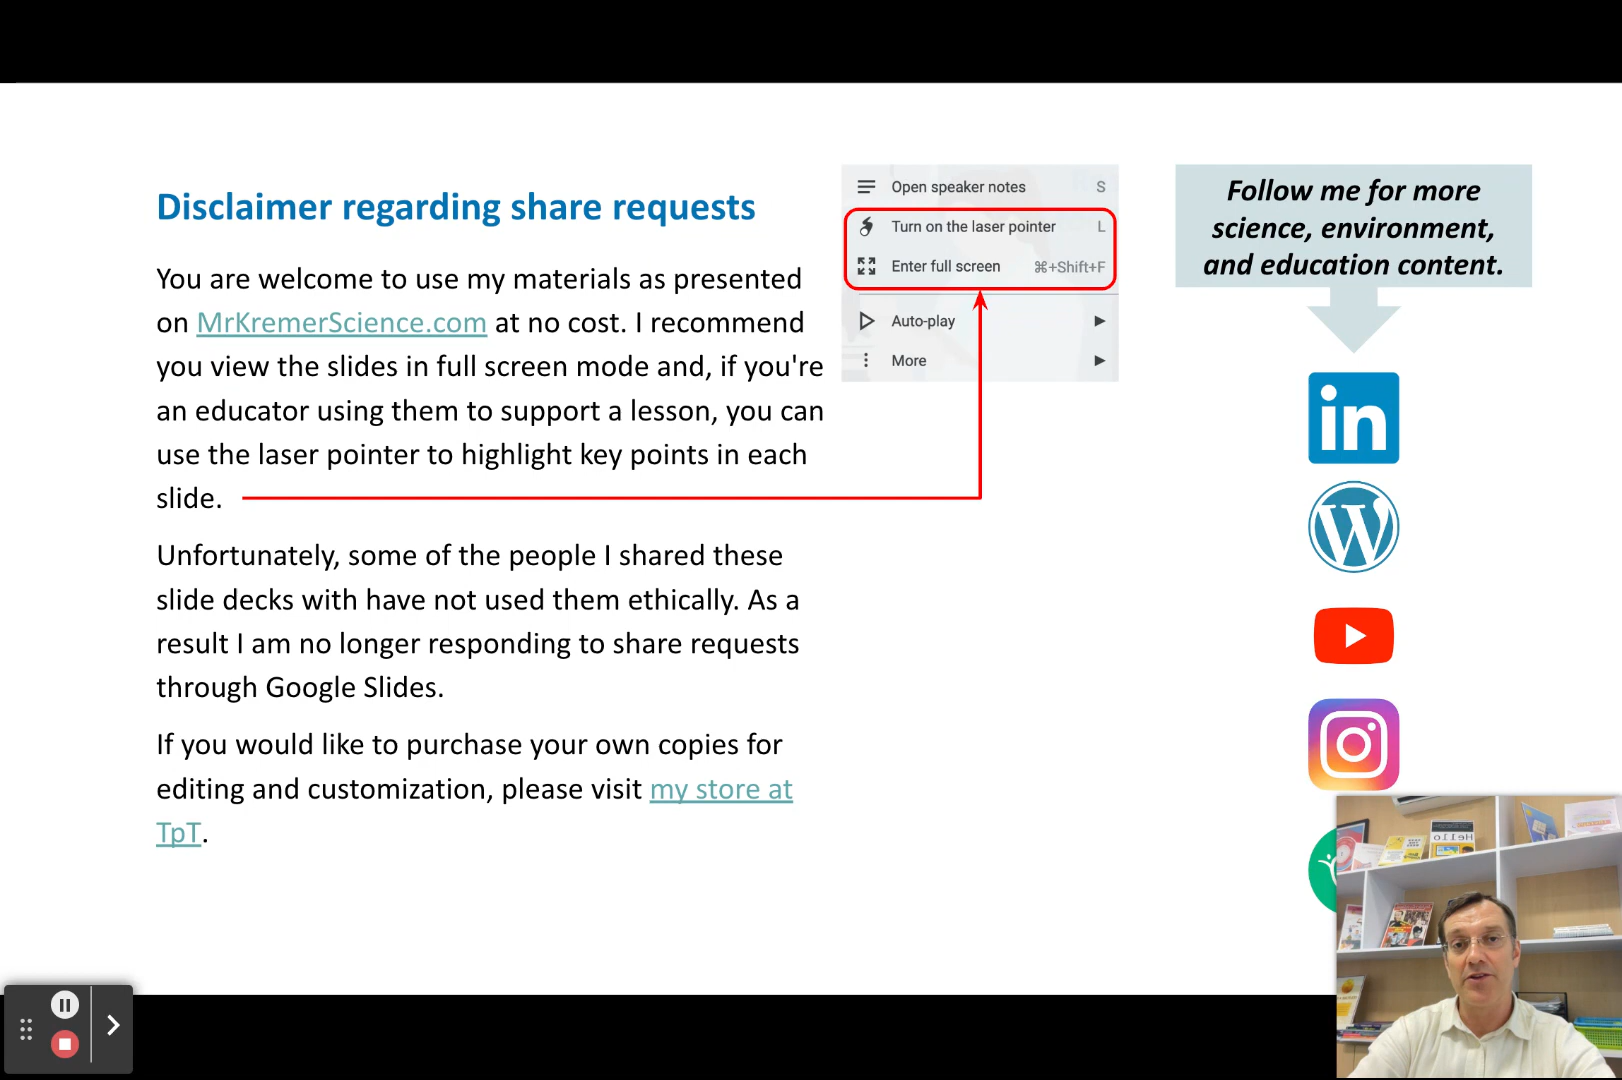 Disclaimer regarding share requests
You are welcome to use my materials as presented
on MrKremerScience.com at no cost. I recommend
you view the slides in full screen mode and, if you're
an educator using them to support a lesson, you can
use the laser pointer to highlight key points in each
slide.
Unfortunately, some of the people I shared these
slide decks with have not used them ethically. As a
result I am no longer responding to share requests
through Google Slides.
If you would like to purchase your own copies for
editing and customization, please visit my store at
TpT.
Open speaker notes S
Turn on the laser pointer L
Enter full screen ⌘+Shift+F
Auto-play
More
Follow me for more
science, environment,
and education content.
in
W
Hello